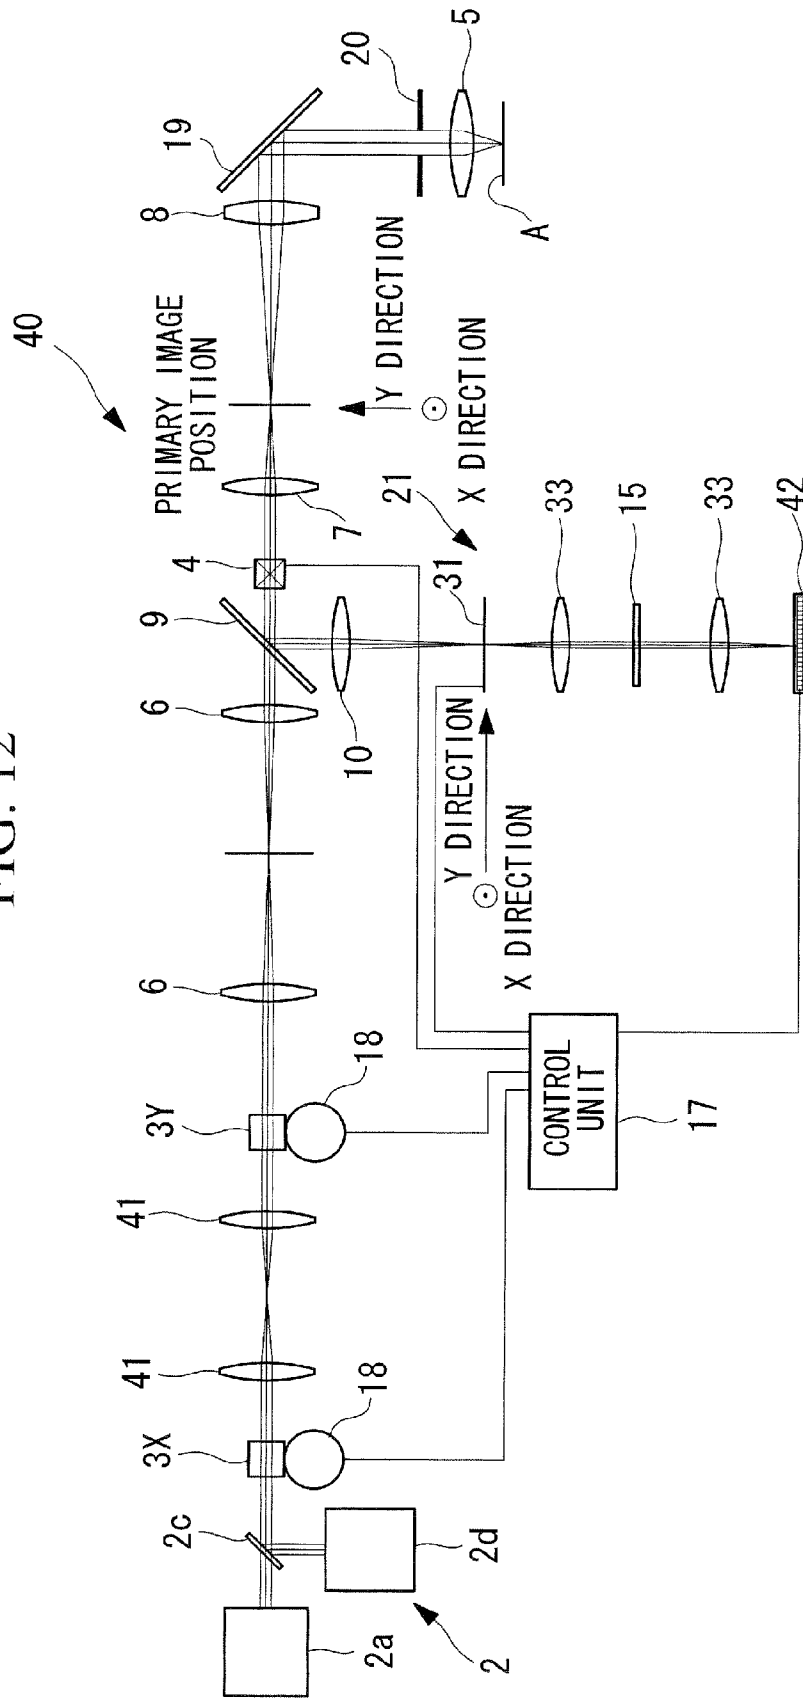 FIG. 12
40
2c
3X
41
41
3Y
6
6
9
4
PRIMARY IMAGE
POSITION
8
19
20
5
2a
2
2d
18
18
10
7
Y DIRECTION
X DIRECTION
A
Y DIRECTION
X DIRECTION
31
21
33
15
33
42
CONTROL
UNIT
17